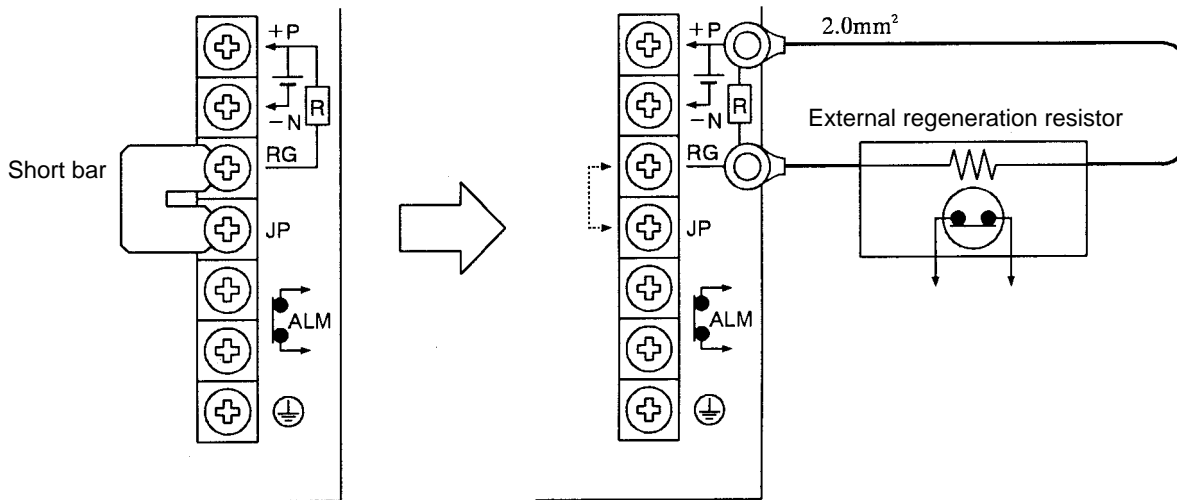 +P
R
−N
RG
Short bar
JP
ALM
+P
2.0mm²
R
−N
External regeneration resistor
RG
JP
ALM